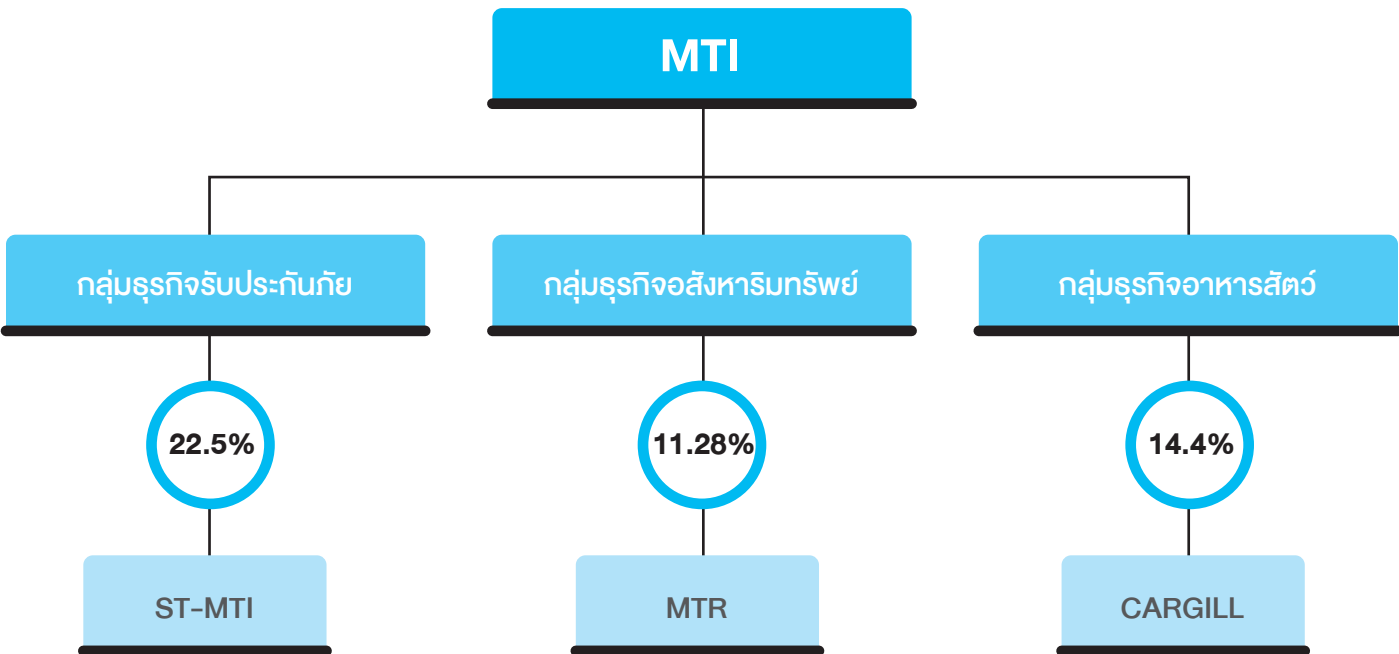 MTI
กลุ่มธุรกิจรับประกันภัย
กลุ่มธุรกิจอสังหาริมทรัพย์
กลุ่มธุรกิจอาหารสัตว์
22.5%
11.28%
14.4%
ST-MTI
MTR
CARGILL